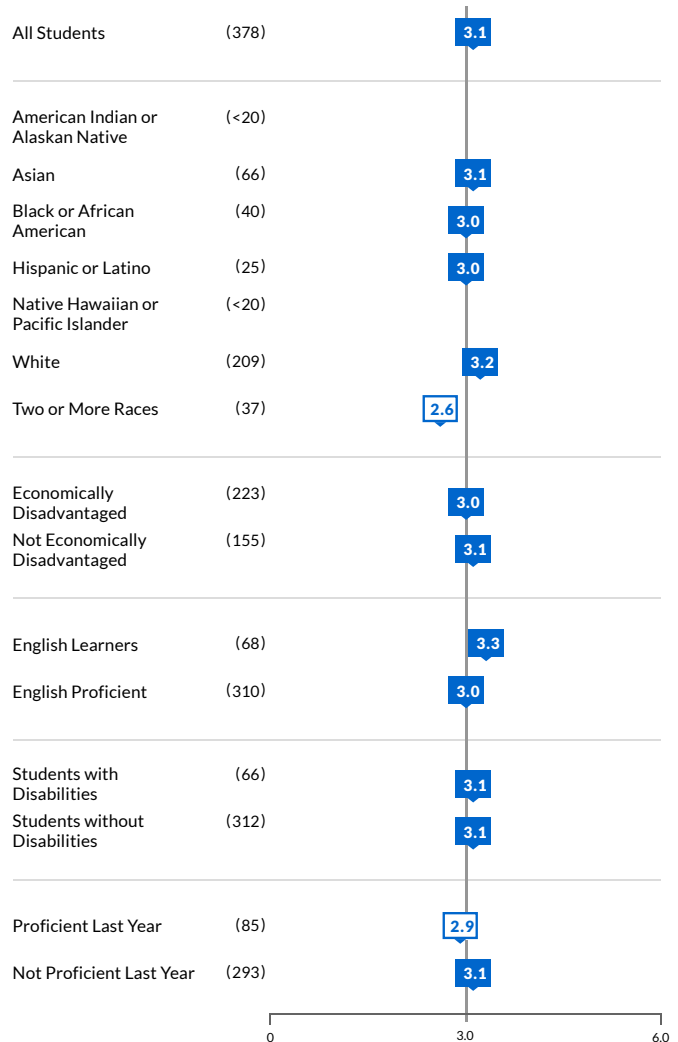 All Students (378) 3.1
American Indian or (<20)
Alaskan Native
Asian (66) 3.1
Black or African (40) 3.0
American
Hispanic or Latino (25) 3.0
Native Hawaiian or (<20)
Pacific Islander
White (209) 3.2
Two or More Races (37) 2.6
Economically (223) 3.0
Disadvantaged
Not Economically (155) 3.1
Disadvantaged
English Learners (68) 3.3
English Proficient (310) 3.0
Students with (66) 3.1
Disabilities
Students without (312) 3.1
Disabilities
Proficient Last Year (85) 2.9
Not Proficient Last Year (293) 3.1
0 3.0 6.0